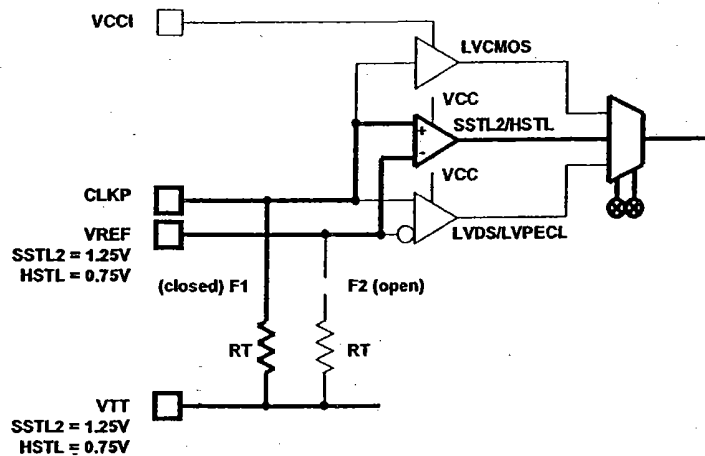 VCCI
LVCMOS
VCC
+
SSTL2/HSTL
-
VCC
CLKP
VREF
LVDS/LVPECL
SSTL2 = 1.25V
HSTL = 0.75V
(closed) F1
F2 (open)
RT
RT
VTT
SSTL2 = 1.25V
HSTL = 0.75V